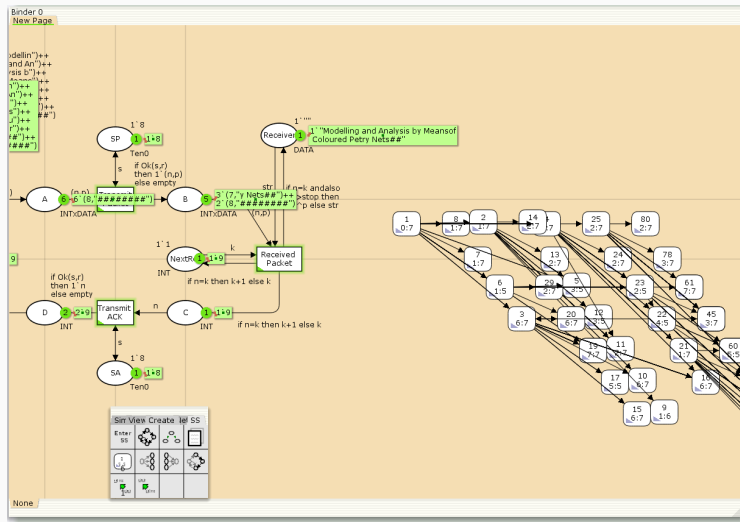 Binder 0
New Page
odellin")++
and An")++
ysis b")++
")++
##")
1`8
SP
1 1`8
Ten0
s
if Ok(s,r)
then 1`(n,p)
else empty
(n,p)
A
6 6`(8,"########")
INTxDATA
B
5 3`(7,"y Nets##")++
2`(8,"########")
INTxDATA
(n,p)
1`""
Receiver
1 1`"Modelling and Analysis by Meansof
Coloured Petry Nets##"
DATA
str
if n=k andalso
>stop then
^p else str
1`1
NextRe
1 1`9
INT
k
Received
Packet
if n=k then k+1 else k
if Ok(s,r)
then 1`n
else empty
D
2 2`9
INT
Transmit
ACK
n
C
1 1`9
INT
if n=k then k+1 else k
s
1`8
SA
1 1`8
Ten0
1
0:7
8
1:7
2
1:7
14
2:7
25
2:7
80
2:7
7
1:7
13
2:7
24
2:7
78
3:7
6
1:5
29
2:7
5
3:5
23
2:5
61
7:7
3
6:7
20
6:7
12
3:5
22
4:5
45
3:7
19
7:7
11
21
1:7
60
17
5:5
10
6:7
16
6:7
15
6:7
9
1:6
Sim View Create SS
Enter
SS
None